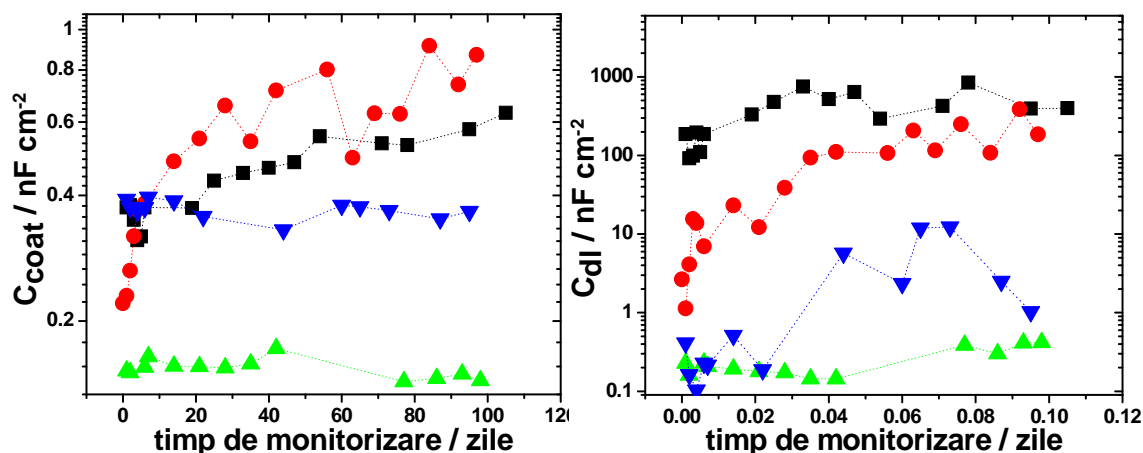 1
0.8
0.6
0.4
0.2
0 20 40 60 80 100 120
C_coat / nF cm^-2
timp de monitorizare / zile
1000
100
10
1
0.1
0.00 0.02 0.04 0.06 0.08 0.10 0.12
C_dl / nF cm^-2
timp de monitorizare / zile